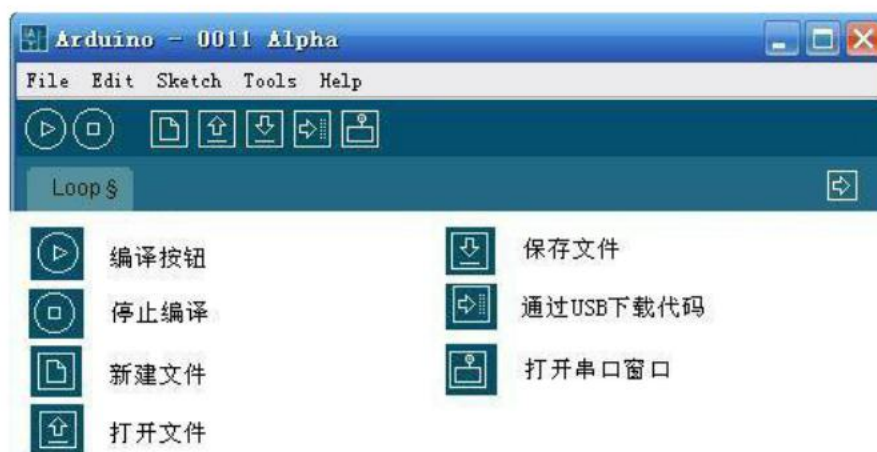 Arduino - 0011 Alpha
File Edit Sketch Tools Help
Loop §
编译按钮
停止编译
新建文件
打开文件
保存文件
通过USB下载代码
打开串口窗口